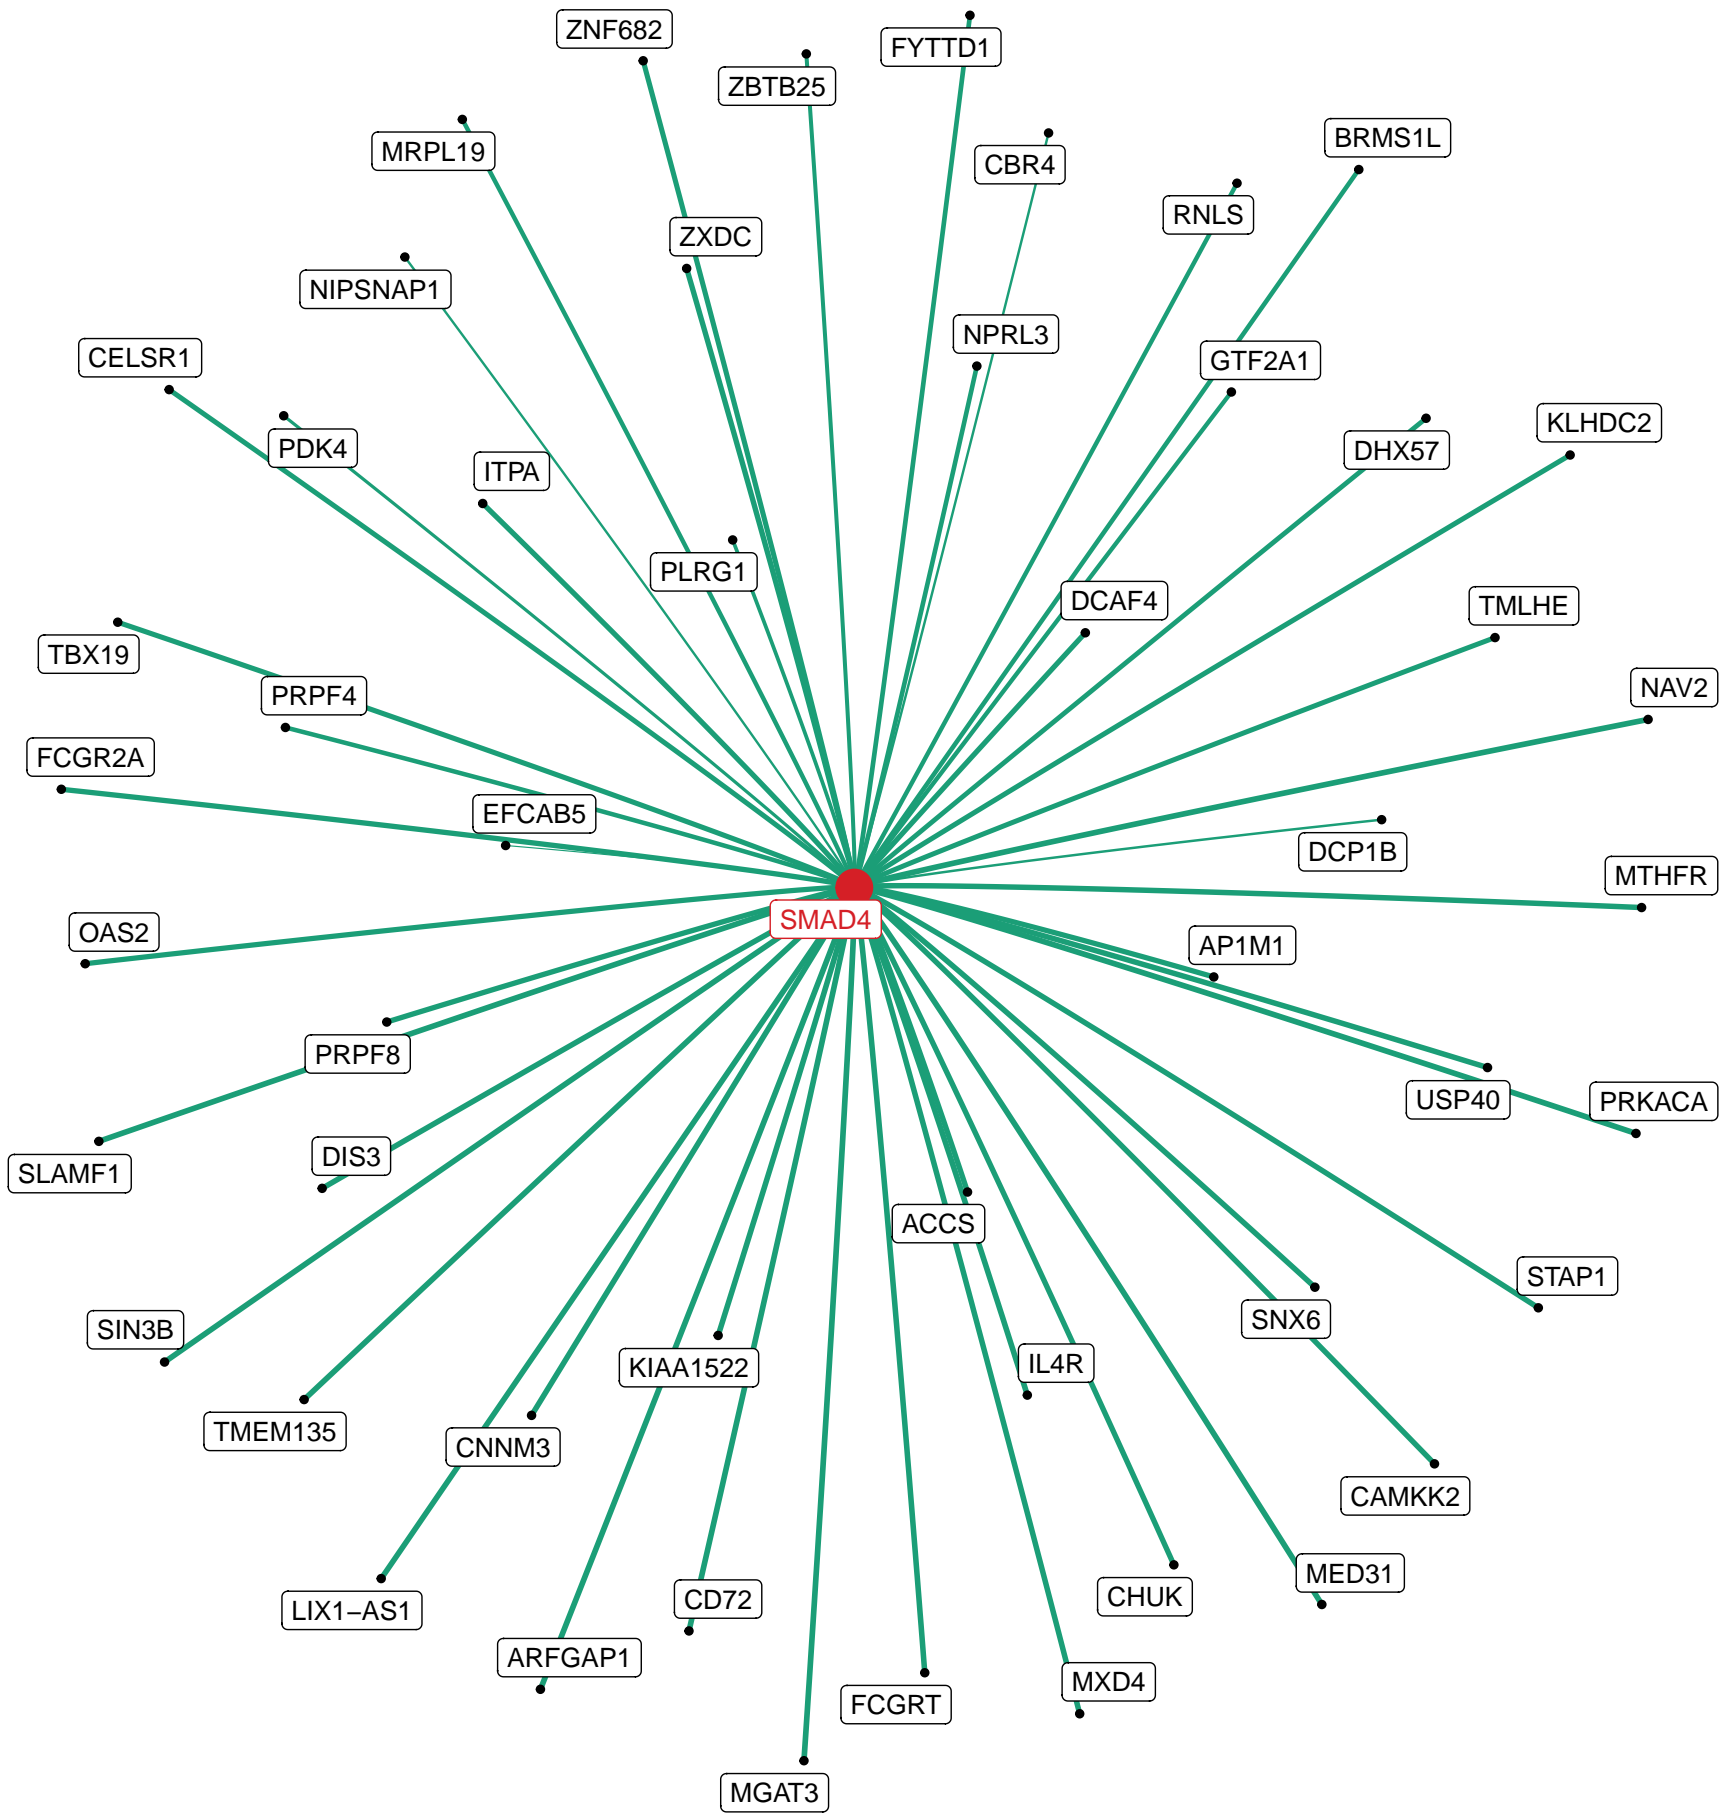 ZNF682
FYTTD1
ZBTB25
BRMS1L
MRPL19
CBR4
RNLS
ZXDC
NIPSNAP1
NPRL3
CELSR1
GTF2A1
KLHDC2
PDK4
DHX57
ITPA
PLRG1
DCAF4
TMLHE
TBX19
NAV2
PRPF4
FCGR2A
EFCAB5
DCP1B
MTHFR
SMAD4
OAS2
AP1M1
PRPF8
USP40
PRKACA
DIS3
SLAMF1
ACCS
STAP1
SNX6
SIN3B
IL4R
KIAA1522
TMEM135
CNNM3
CAMKK2
MED31
CHUK
CD72
LIX1−AS1
ARFGAP1
MXD4
FCGRT
MGAT3